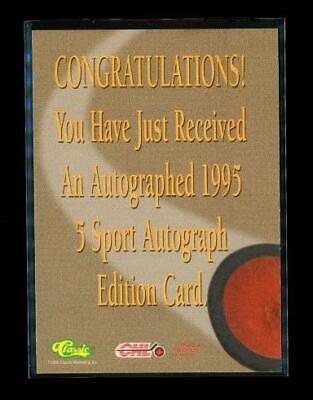 CONGRATULATIONS!
You Have Just Received
An Autographed 1995
5 Sport Autograph
Edition Card.
Classic
CHL